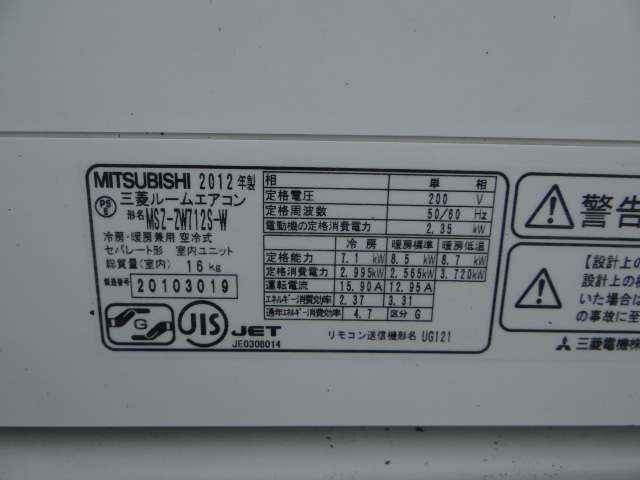 MITSUBISHI 2012年製
PS E 三菱ルームエアコン
形名 MSZ-ZW712S-W
冷房・暖房兼用 空冷式
セパレート形 室内ユニット
総質量(室内) 16kg
製造番号 20103019
G JIS JET
JE0308014
相 単相
定格電圧 200 V
定格周波数 50/60 Hz
電動機の定格消費電力 2.35 kW
冷房 暖房標準 暖房低温
定格能力 7.1 kW 8.5 kW 8.7 kW
定格消費電力 2.995kW 2.565kW 3.720kW
運転電流 15.90A 12.95A
エネルギー消費効率 2.37 3.31
通年エネルギー消費効率 4.7 区分 G
リモコン送信機形名 UG121
警告
【設計上の
設計上の
いた場合に
の事故に至
三菱電機株